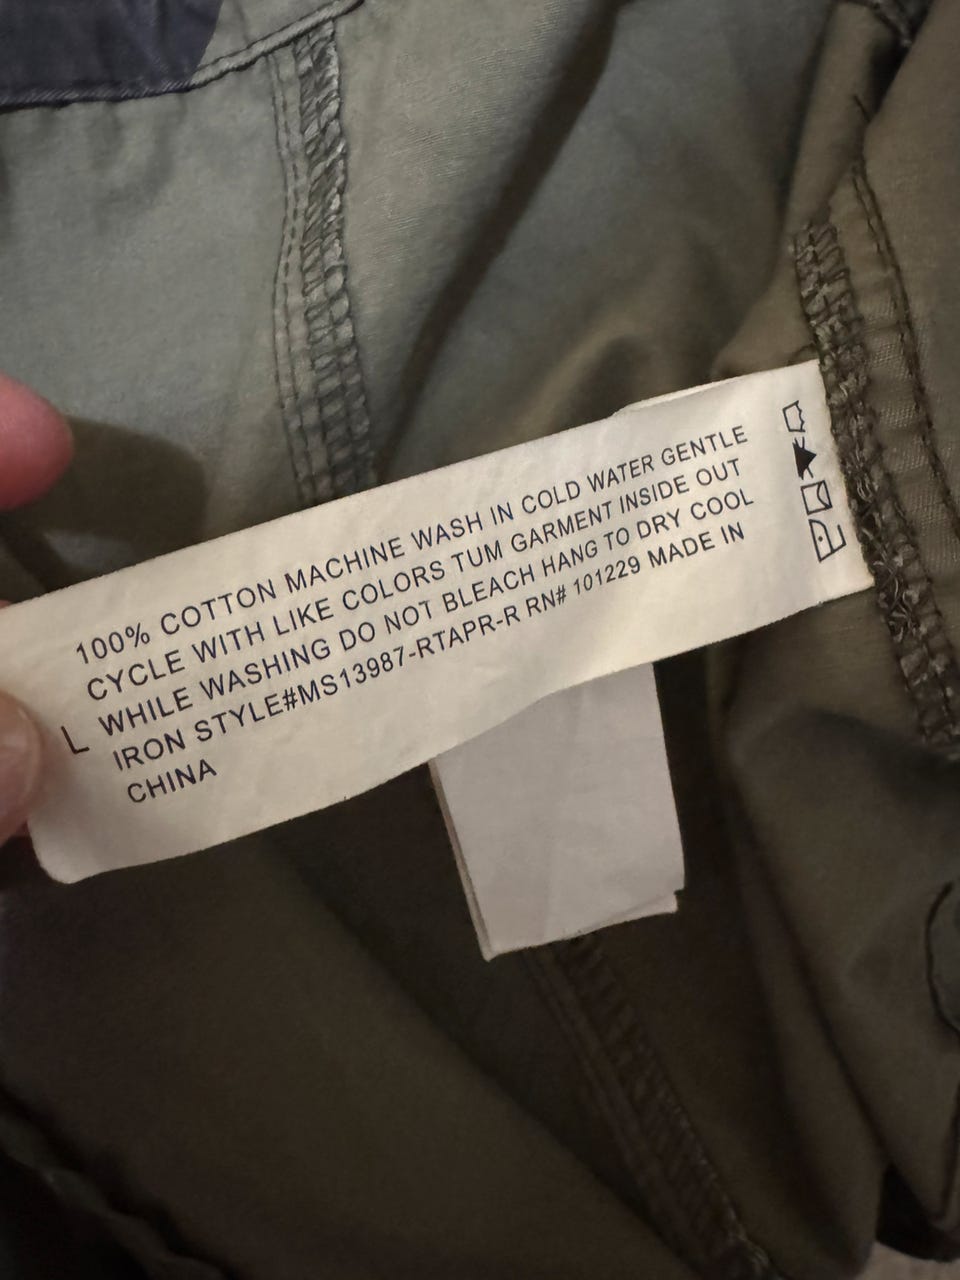 100% COTTON MACHINE WASH IN COLD WATER GENTLE
CYCLE WITH LIKE COLORS TUM GARMENT INSIDE OUT
L WHILE WASHING DO NOT BLEACH HANG TO DRY COOL
IRON STYLE#MS13987-RTAPR-R RN# 101229 MADE IN
CHINA